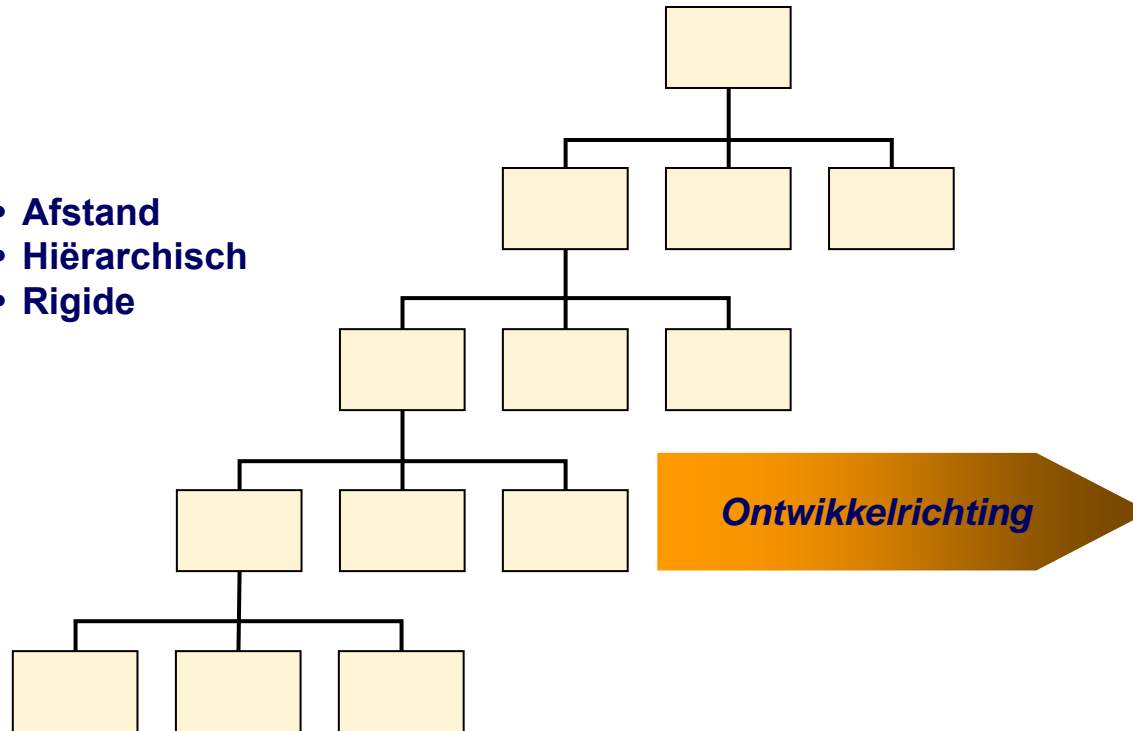 • Afstand
• Hiërarchisch
• Rigide
Ontwikkelrichting